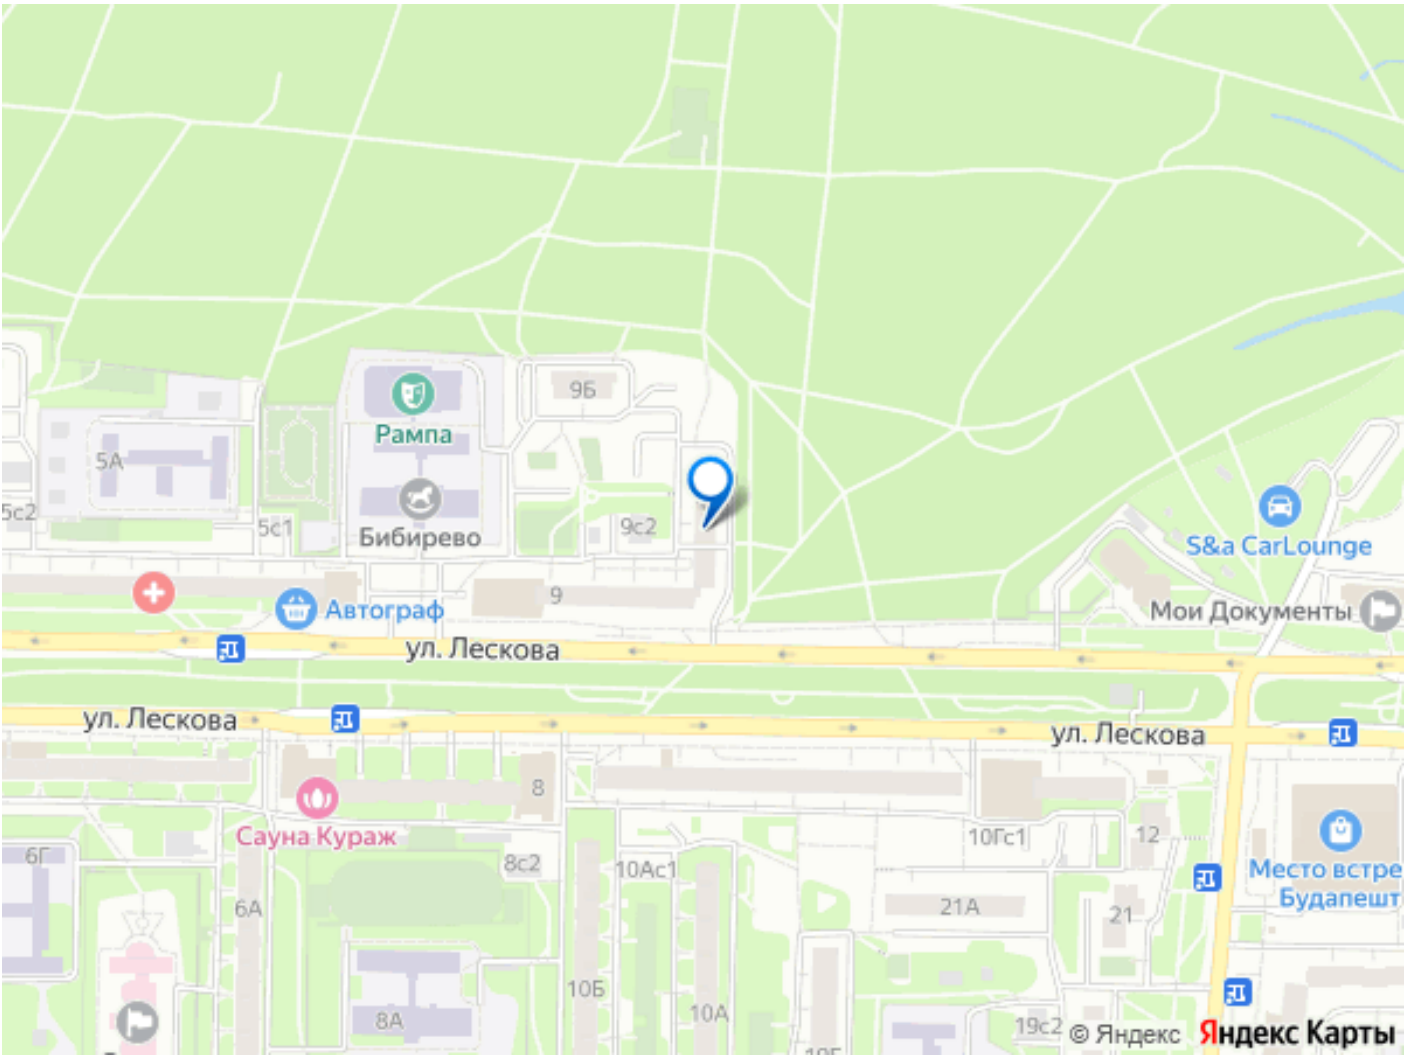 9Б
Рампа
5А
5с2
5с1
9с2
Бибирево
S&a CarLounge
9
Автограф
Мои Документы
ул. Лескова
ул. Лескова
ул. Лескова
8
Сауна Кураж
10Гс1
12
6Г
8с2
10Ас1
Место встре
Будапешт
6А
21А
21
10Б
8А
10А
19с2
© Яндекс
Яндекс Карты